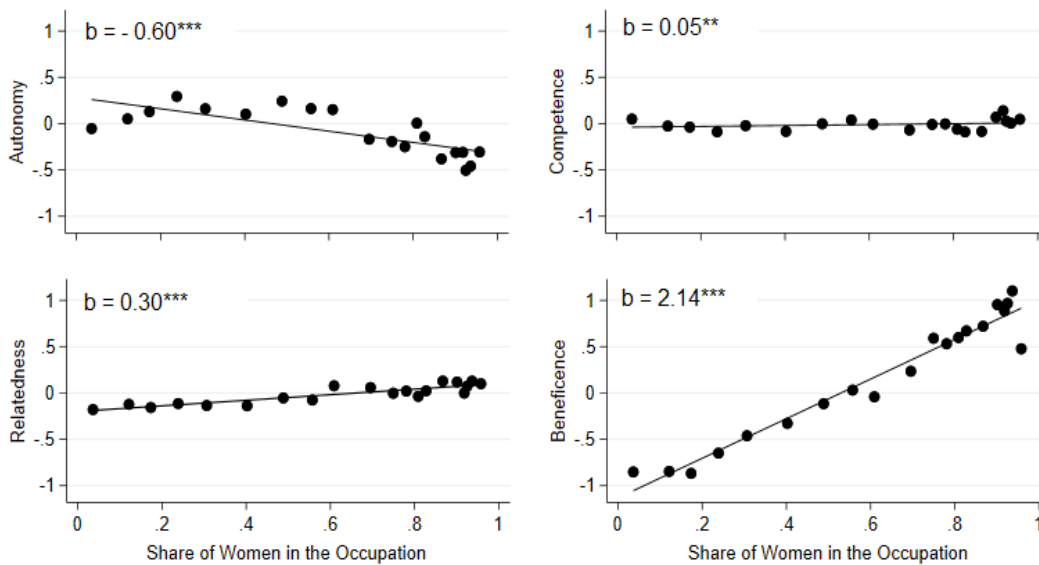 b = - 0.60***
1
.5
0
-.5
-1
Autonomy
b = 0.05**
1
.5
0
-.5
-1
Competence
b = 0.30***
1
.5
0
-.5
-1
Relatedness
0 .2 .4 .6 .8 1
Share of Women in the Occupation
b = 2.14***
1
.5
0
-.5
-1
Beneficence
0 .2 .4 .6 .8 1
Share of Women in the Occupation